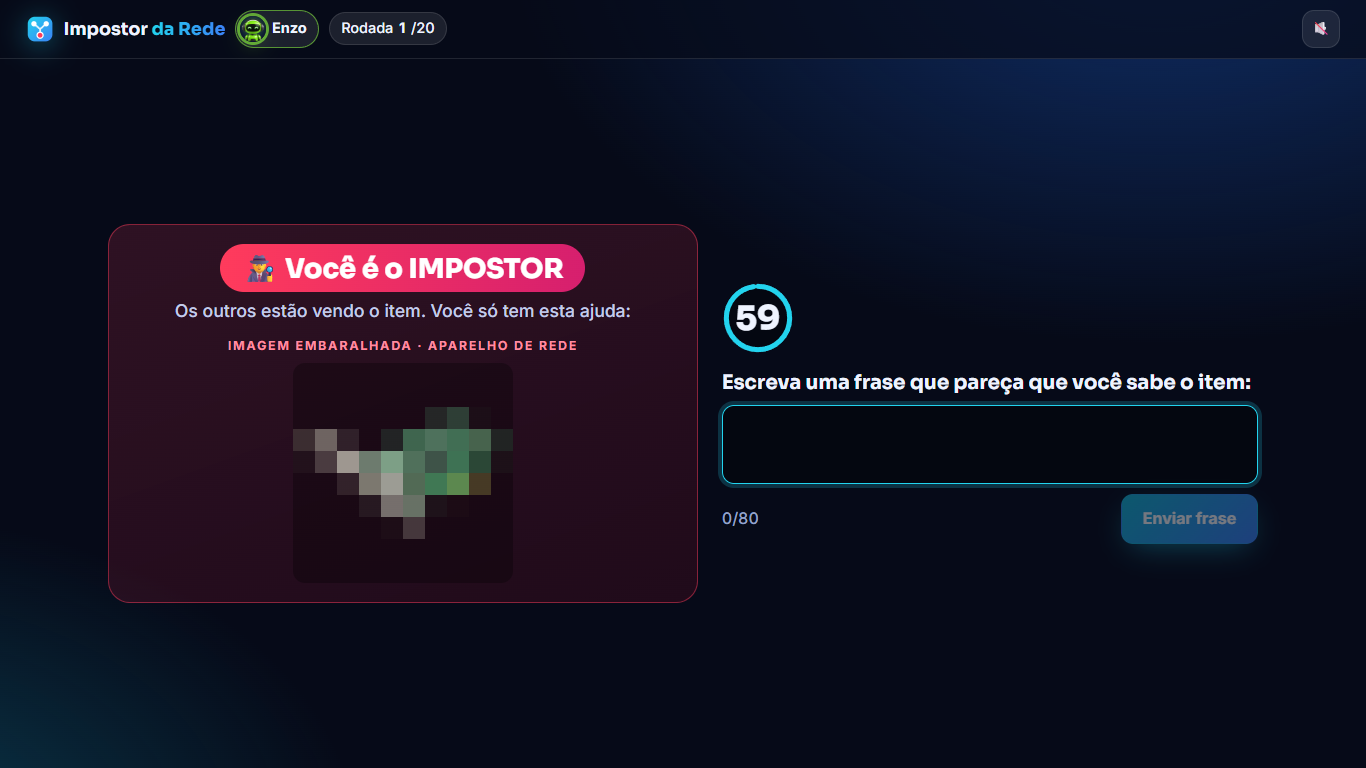 Impostor da Rede
Enzo
Rodada 1 /20
Você é o IMPOSTOR
Os outros estão vendo o item. Você só tem esta ajuda:
IMAGEM EMBARALHADA · APARELHO DE REDE
59
Escreva uma frase que pareça que você sabe o item:
0/80
Enviar frase